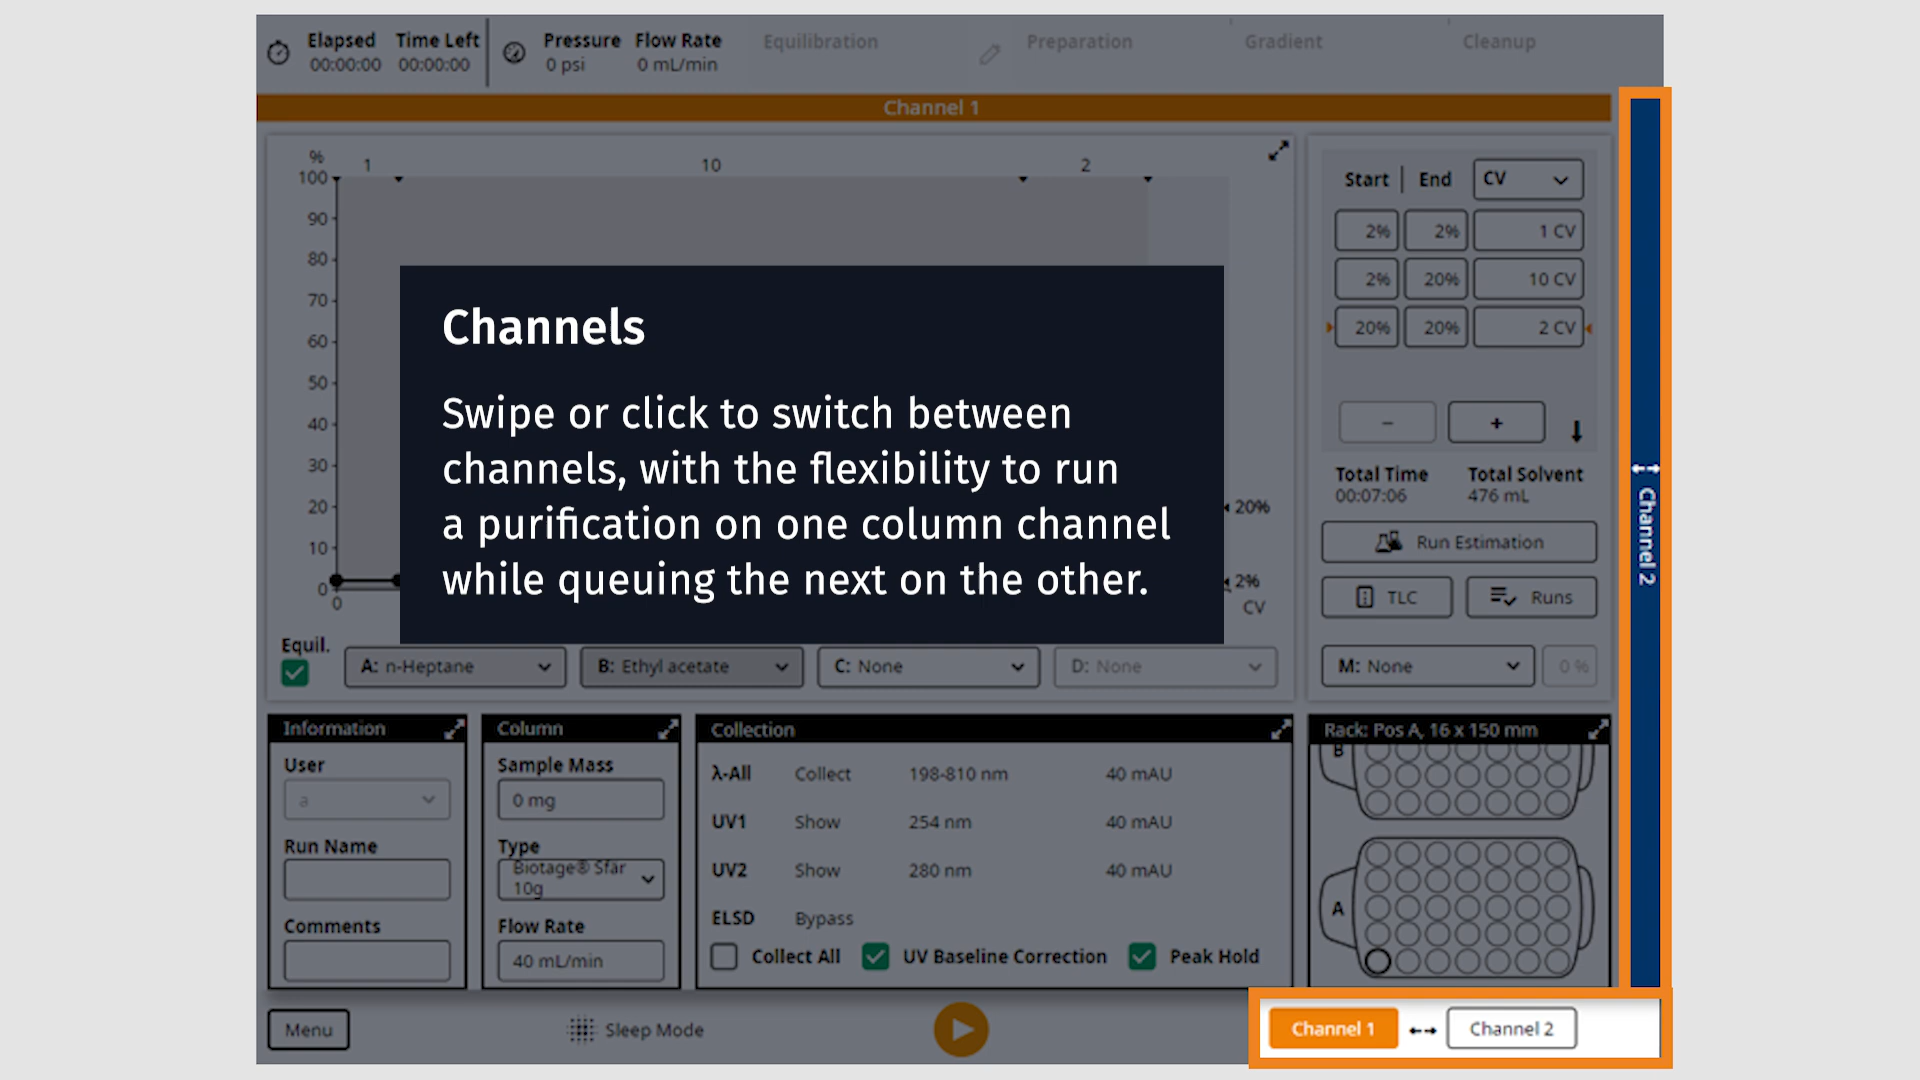 Elapsed
00:00:00
Time Left
00:00:00
Pressure
0 psi
Flow Rate
0 mL/min
Equilibration
Preparation
Gradient
Cleanup
Channel 1
%
1
10
2
100
90
80
70
60
50
40
30
20
10
0
0
20%
2%
CV
Channels
Swipe or click to switch between
channels, with the flexibility to run
a purification on one column channel
while queuing the next on the other.
Start | End CV
2% 2% 1 CV
2% 20% 10 CV
20% 20% 2 CV
− +
Total Time
00:07:06
Total Solvent
476 mL
Run Estimation
TLC
Runs
M: None
0 %
Channel 2
Equil.
A: n-Heptane
B: Ethyl acetate
C: None
D: None
Information
User
a
Run Name
Comments
Column
Sample Mass
0 mg
Type
Biotage® Sfär
10g
Flow Rate
40 mL/min
Collection
λ-All Collect 198-810 nm 40 mAU
UV1 Show 254 nm 40 mAU
UV2 Show 280 nm 40 mAU
ELSD Bypass
Collect All UV Baseline Correction Peak Hold
Rack: Pos A, 16 x 150 mm
B
A
Menu
Sleep Mode
Channel 1
Channel 2